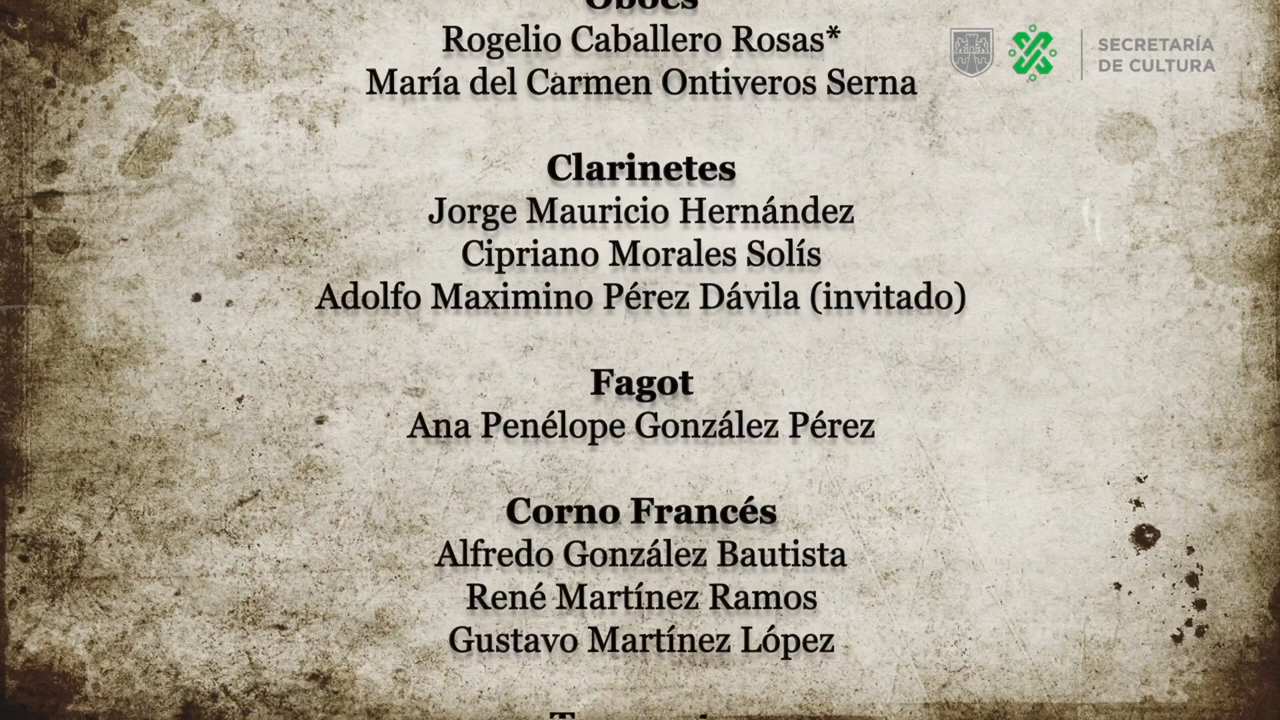 Oboes
Rogelio Caballero Rosas*
María del Carmen Ontiveros Serna
SECRETARÍA
DE CULTURA
Clarinetes
Jorge Mauricio Hernández
Cipriano Morales Solís
Adolfo Maximino Pérez Dávila (invitado)
Fagot
Ana Penélope González Pérez
Corno Francés
Alfredo González Bautista
René Martínez Ramos
Gustavo Martínez López